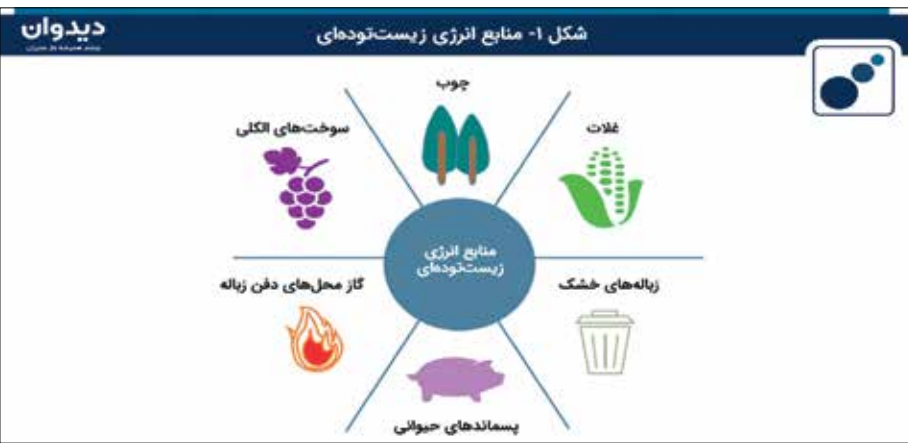 شکل ۱- منابع انرژی زیست‌توده‌ای
دیدوان
چوب
غلات
سوخت‌های الکلی
منابع انرژی
زیست‌توده‌ای
زباله‌های خشک
گاز محل‌های دفن زباله
پسماندهای حیوانی